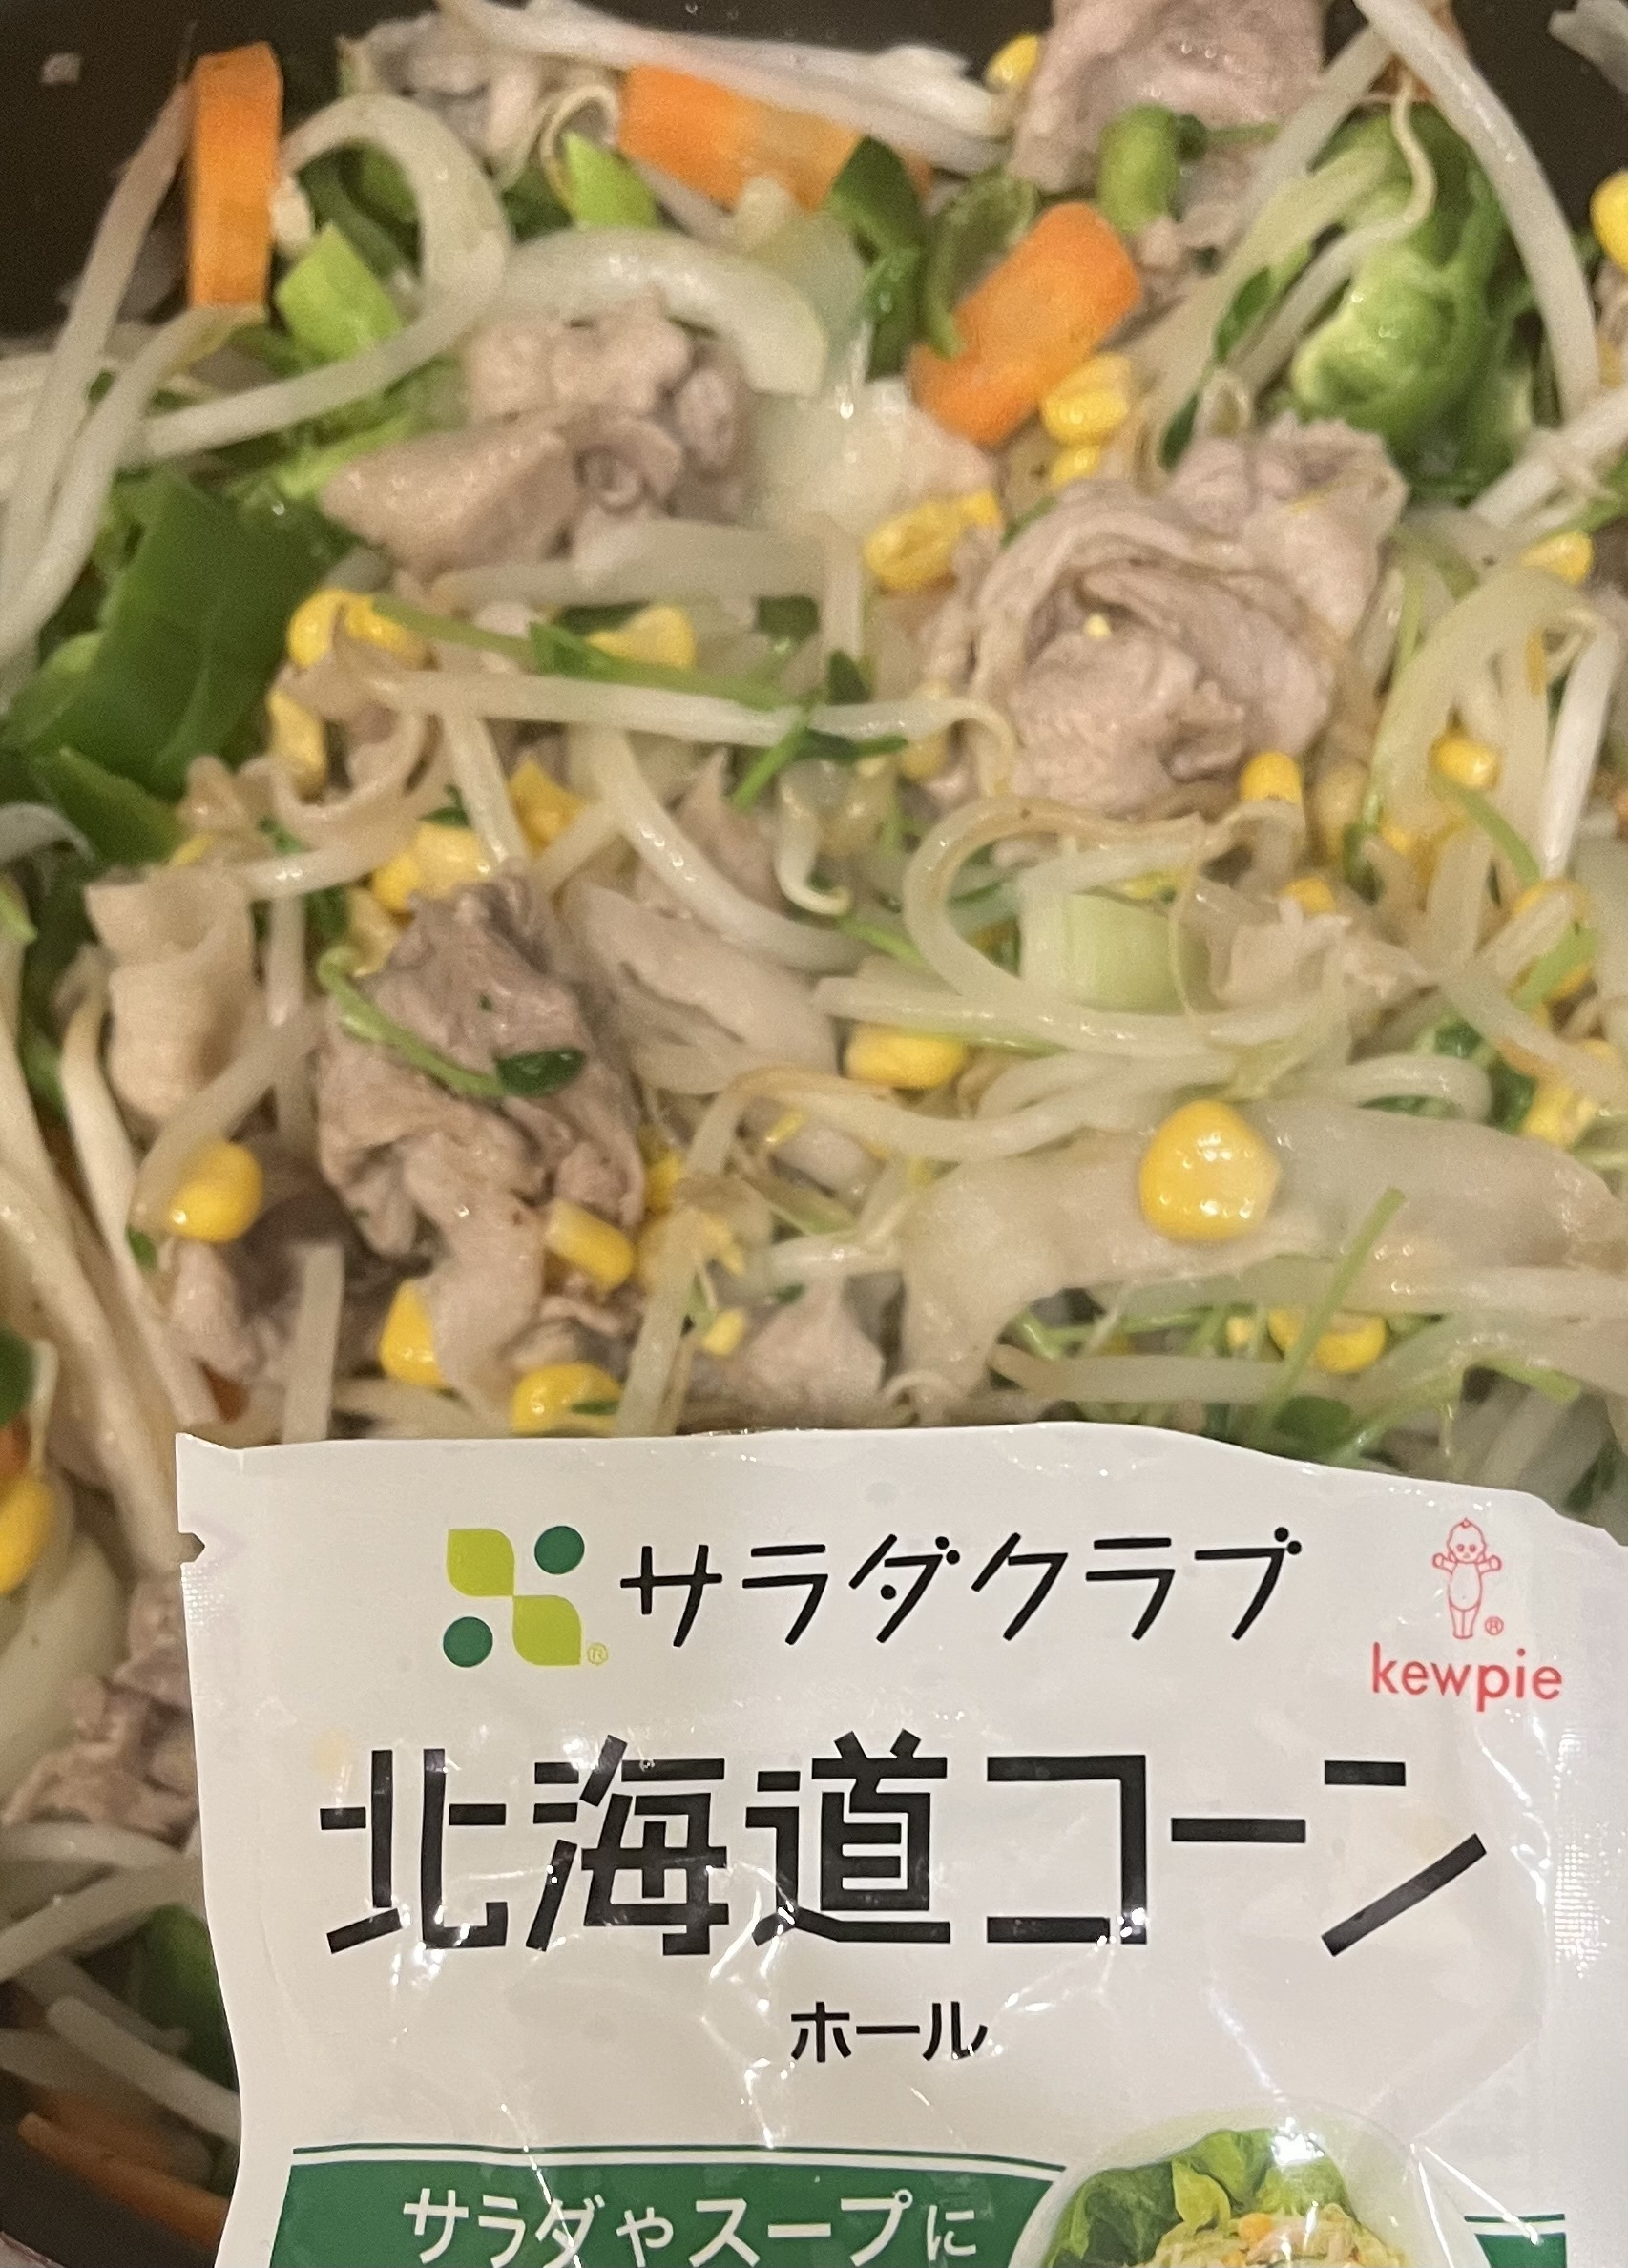 サラダクラブ
kewpie
北海道コーン
ホール
サラダやスープに